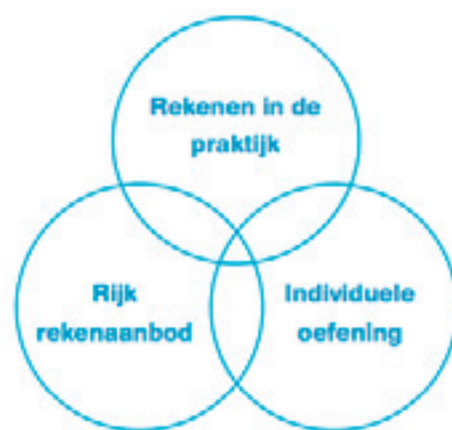 Rekenen in de
praktijk
Rijk
rekenaanbod
Individuele
oefening